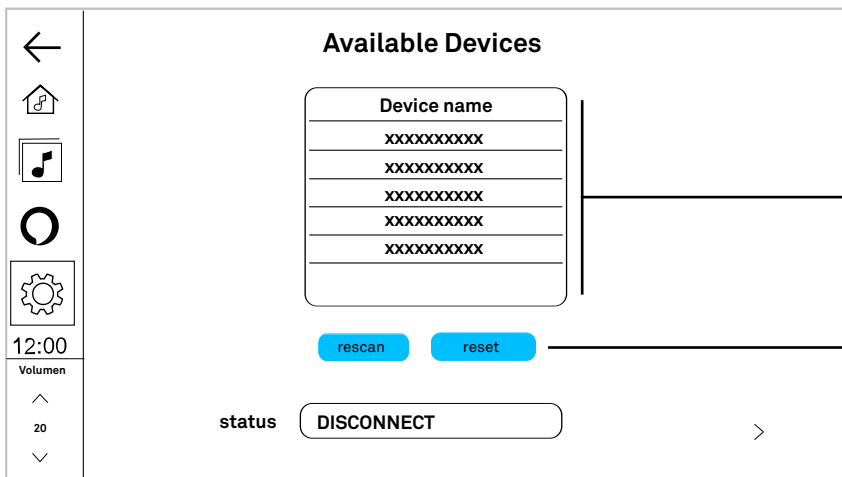 Available Devices
Device name
xxxxxxxxxx
xxxxxxxxxx
xxxxxxxxxx
xxxxxxxxxx
xxxxxxxxxx
rescan reset
12:00
Volumen
20
status DISCONNECT